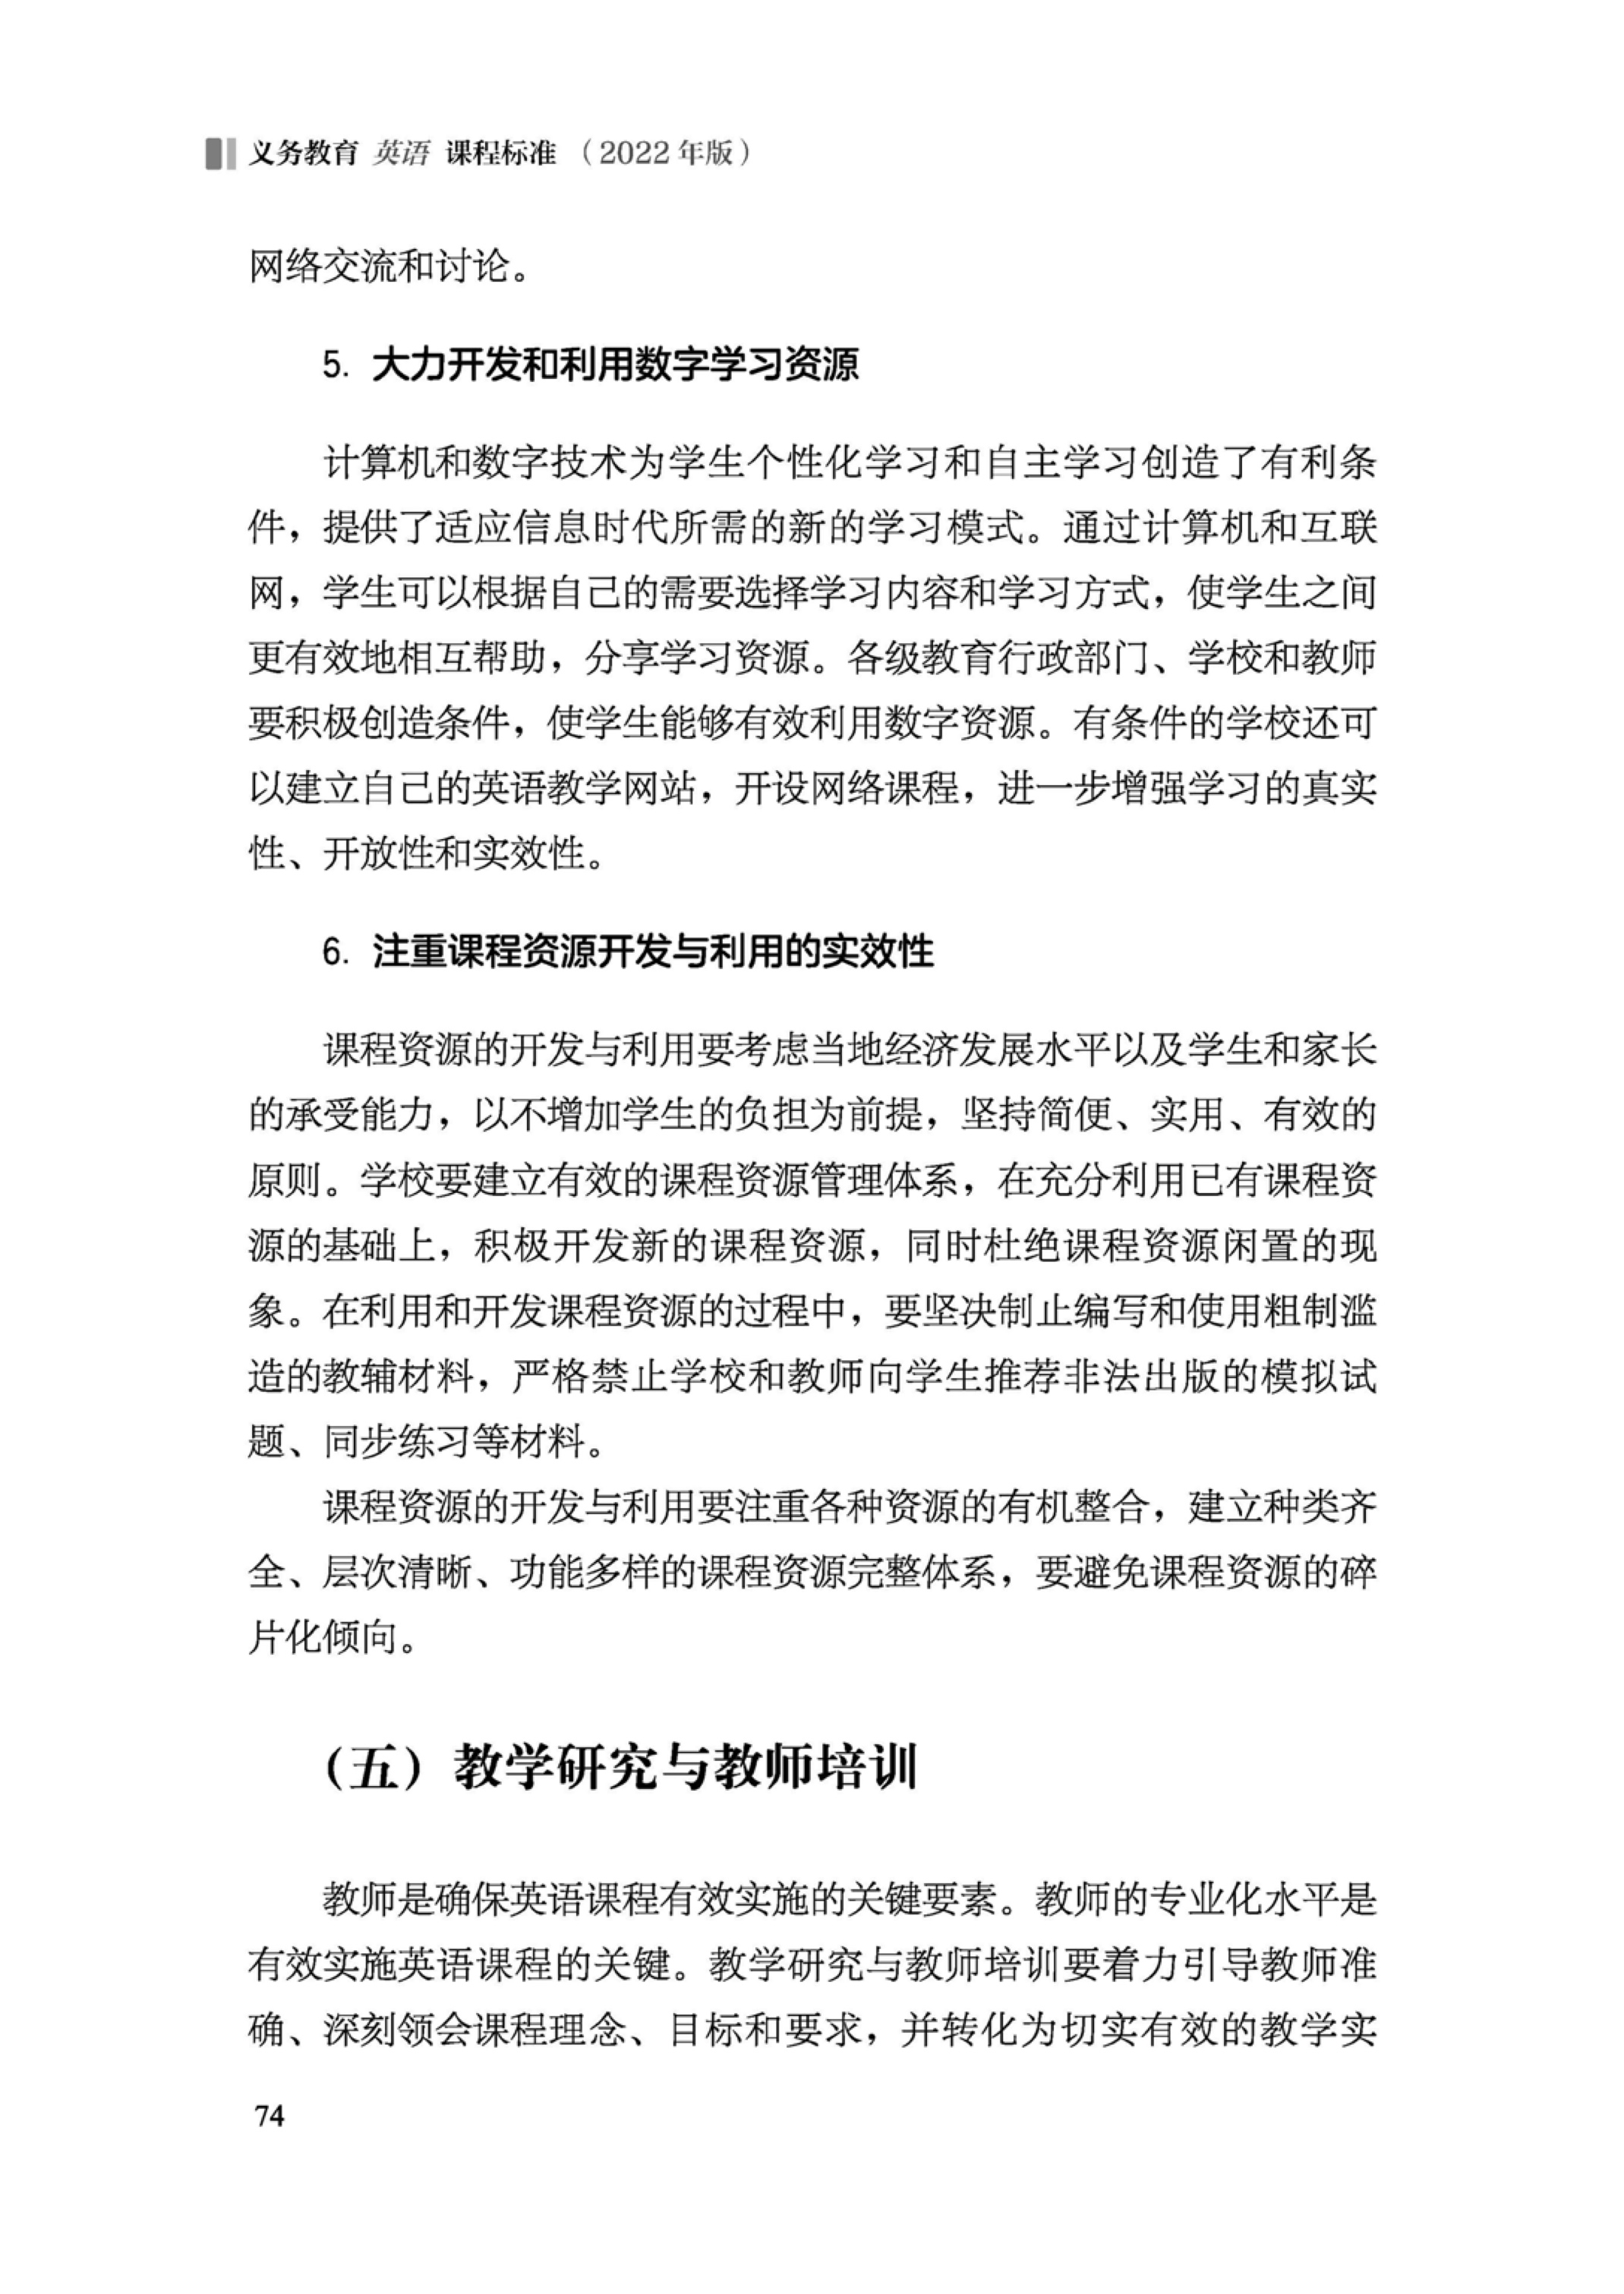 义务教育 英语 课程标准（2022 年版）
网络交流和讨论。
5. 大力开发和利用数字学习资源
计算机和数字技术为学生个性化学习和自主学习创造了有利条
件，提供了适应信息时代所需的新的学习模式。通过计算机和互联
网，学生可以根据自己的需要选择学习内容和学习方式，使学生之间
更有效地相互帮助，分享学习资源。各级教育行政部门、学校和教师
要积极创造条件，使学生能够有效利用数字资源。有条件的学校还可
以建立自己的英语教学网站，开设网络课程，进一步增强学习的真实
性、开放性和实效性。
6. 注重课程资源开发与利用的实效性
课程资源的开发与利用要考虑当地经济发展水平以及学生和家长
的承受能力，以不增加学生的负担为前提，坚持简便、实用、有效的
原则。学校要建立有效的课程资源管理体系，在充分利用已有课程资
源的基础上，积极开发新的课程资源，同时杜绝课程资源闲置的现
象。在利用和开发课程资源的过程中，要坚决制止编写和使用粗制滥
造的教辅材料，严格禁止学校和教师向学生推荐非法出版的模拟试
题、同步练习等材料。
课程资源的开发与利用要注重各种资源的有机整合，建立种类齐
全、层次清晰、功能多样的课程资源完整体系，要避免课程资源的碎
片化倾向。
（五）教学研究与教师培训
教师是确保英语课程有效实施的关键要素。教师的专业化水平是
有效实施英语课程的关键。教学研究与教师培训要着力引导教师准
确、深刻领会课程理念、目标和要求，并转化为切实有效的教学实
74